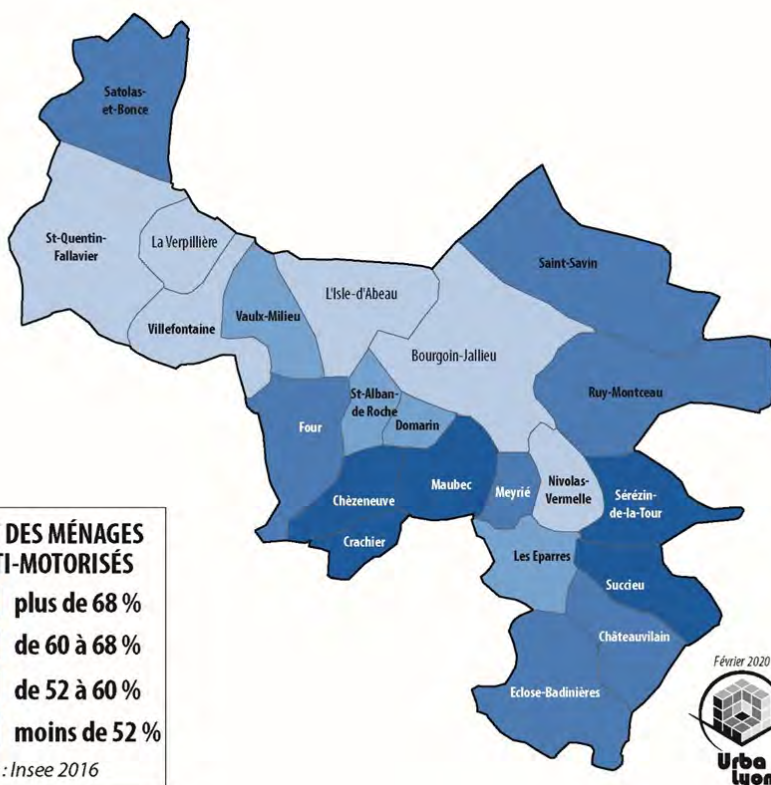 Satolas-
et-Bonce
St-Quentin-
Fallavier
La Verpillière
Saint-Savin
L'Isle-d'Abeau
Vaulx-Milieu
Villefontaine
Bourgoin-Jallieu
St-Alban-
de Roche
Ruy-Montceau
Domarin
Four
Maubec
Meyrié
Nivolas-
Vermelle
Sérézin-
de-la-Tour
Chèzeneuve
Crachier
Les Eparres
Succieu
Châteauvilain
Eclose-Badinières
DES MÉNAGES
TI-MOTORISÉS
plus de 68 %
de 60 à 68 %
de 52 à 60 %
moins de 52 %
: Insee 2016
Février 2020
Urba
Lyon